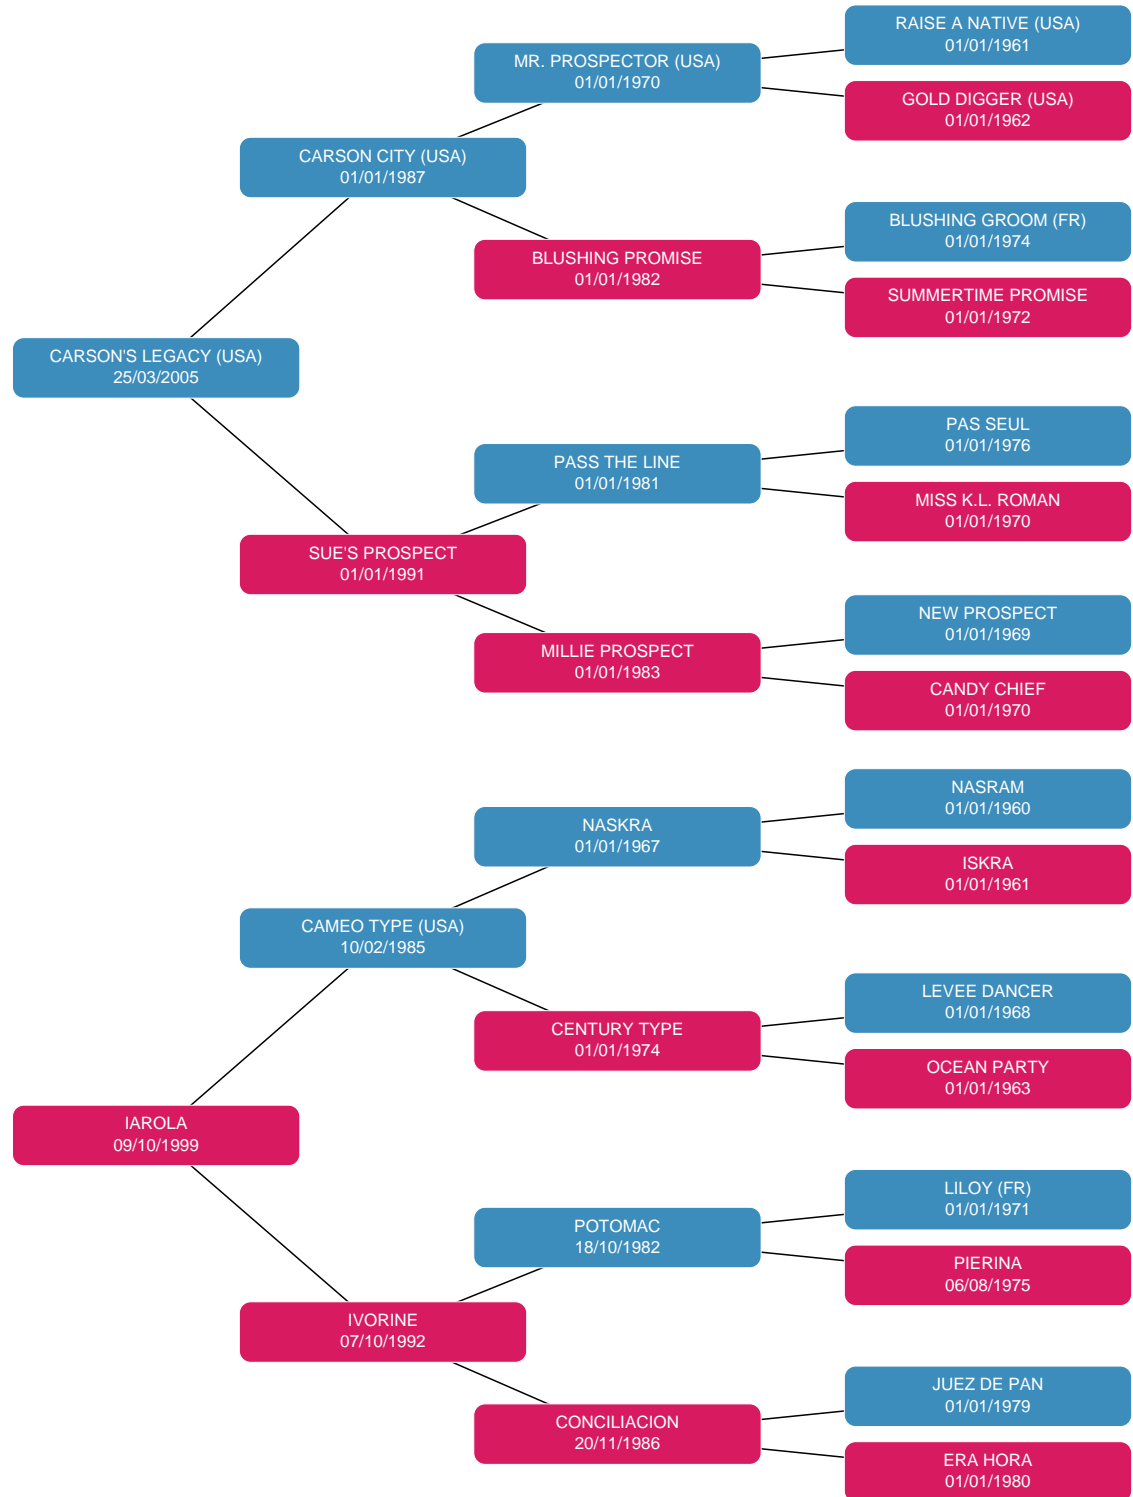 RAISE A NATIVE (USA)
01/01/1961
MR. PROSPECTOR (USA)
01/01/1970
GOLD DIGGER (USA)
01/01/1962
CARSON CITY (USA)
01/01/1987
BLUSHING GROOM (FR)
01/01/1974
BLUSHING PROMISE
01/01/1982
SUMMERTIME PROMISE
01/01/1972
CARSON'S LEGACY (USA)
25/03/2005
PAS SEUL
01/01/1976
PASS THE LINE
01/01/1981
MISS K.L. ROMAN
01/01/1970
SUE'S PROSPECT
01/01/1991
NEW PROSPECT
01/01/1969
MILLIE PROSPECT
01/01/1983
CANDY CHIEF
01/01/1970
NASRAM
01/01/1960
NASKRA
01/01/1967
ISKRA
01/01/1961
CAMEO TYPE (USA)
10/02/1985
LEVEE DANCER
01/01/1968
CENTURY TYPE
01/01/1974
OCEAN PARTY
01/01/1963
IAROLA
09/10/1999
LILOY (FR)
01/01/1971
POTOMAC
18/10/1982
PIERINA
06/08/1975
IVORINE
07/10/1992
JUEZ DE PAN
01/01/1979
CONCILIACION
20/11/1986
ERA HORA
01/01/1980